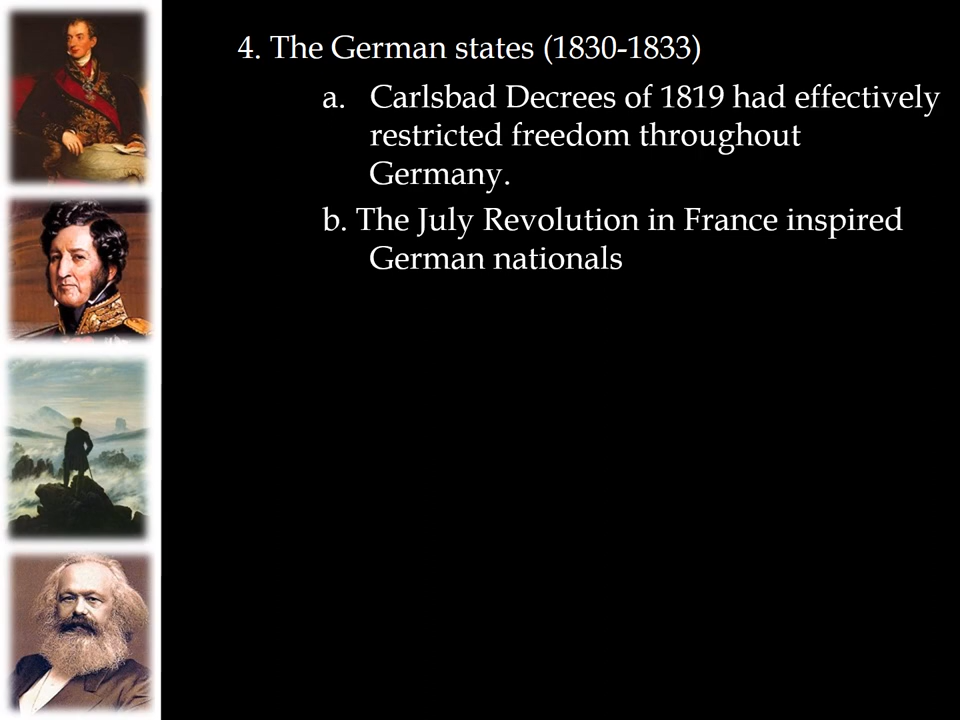 4. The German states (1830-1833)
a. Carlsbad Decrees of 1819 had effectively
restricted freedom throughout
Germany.
b. The July Revolution in France inspired
German nationals